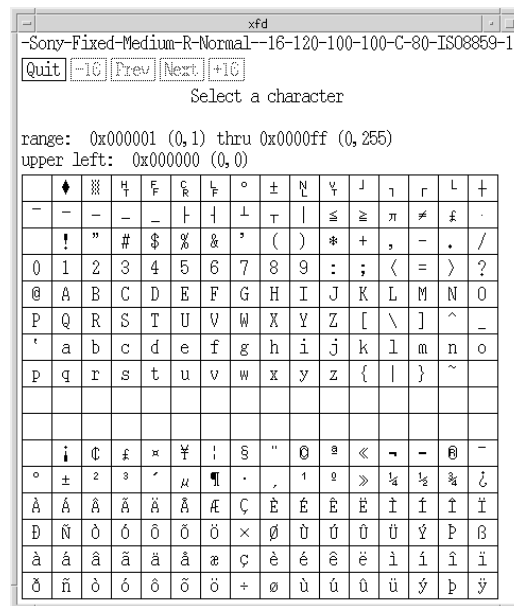 xfd
-Sony-Fixed-Medium-R-Normal--16-120-100-100-C-80-ISO8859-1
Quit -16 Prev Next +16
Select a character
range: 0x000001 (0,1) thru 0x0000ff (0,255)
upper left: 0x000000 (0,0)
♦ ▒ ␉ ␌ ␍ ␊ ° ± ␤ ␋ ┘ ┐ ┌ └ ┼
⎺ ⎻ ─ ⎼ ⎽ ├ ┤ ┴ ┬ │ ≤ ≥ π ≠ £ ·
! " # $ % & ' ( ) * + , - . /
0 1 2 3 4 5 6 7 8 9 : ; < = > ?
@ A B C D E F G H I J K L M N O
P Q R S T U V W X Y Z [ \ ] ^ _
` a b c d e f g h i j k l m n o
p q r s t u v w x y z { | } ~
¡ ¢ £ ¤ ¥ ¦ § ¨ © ª « ¬ - ® ¯
° ± ² ³ ´ µ ¶ · ¸ ¹ º » ¼ ½ ¾ ¿
À Á Â Ã Ä Å Æ Ç È É Ê Ë Ì Í Î Ï
Ð Ñ Ò Ó Ô Õ Ö × Ø Ù Ú Û Ü Ý Þ ß
à á â ã ä å æ ç è é ê ë ì í î ï
ð ñ ò ó ô õ ö ÷ ø ù ú û ü ý þ ÿ